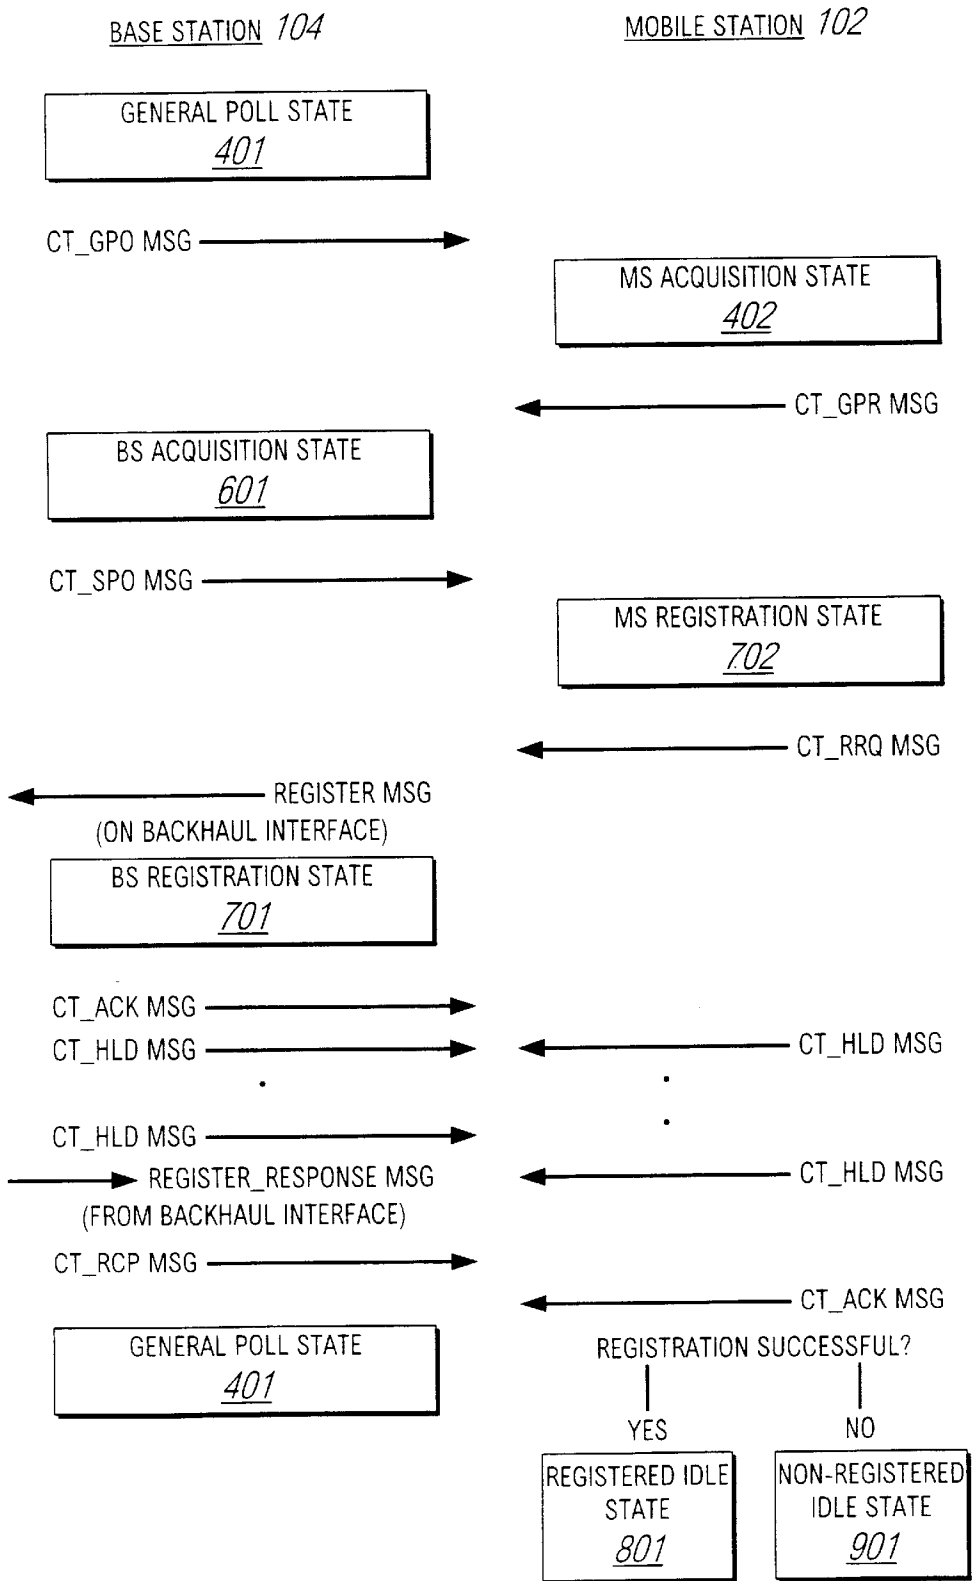 BASE STATION 104
MOBILE STATION 102
GENERAL POLL STATE
401
CT_GPO MSG
MS ACQUISITION STATE
402
CT_GPR MSG
BS ACQUISITION STATE
601
CT_SPO MSG
MS REGISTRATION STATE
702
CT_RRQ MSG
REGISTER MSG
(ON BACKHAUL INTERFACE)
BS REGISTRATION STATE
701
CT_ACK MSG
CT_HLD MSG
CT_HLD MSG
CT_HLD MSG
REGISTER_RESPONSE MSG
CT_HLD MSG
(FROM BACKHAUL INTERFACE)
CT_RCP MSG
CT_ACK MSG
GENERAL POLL STATE
401
REGISTRATION SUCCESSFUL?
YES
NO
REGISTERED IDLE
STATE
801
NON-REGISTERED
IDLE STATE
901